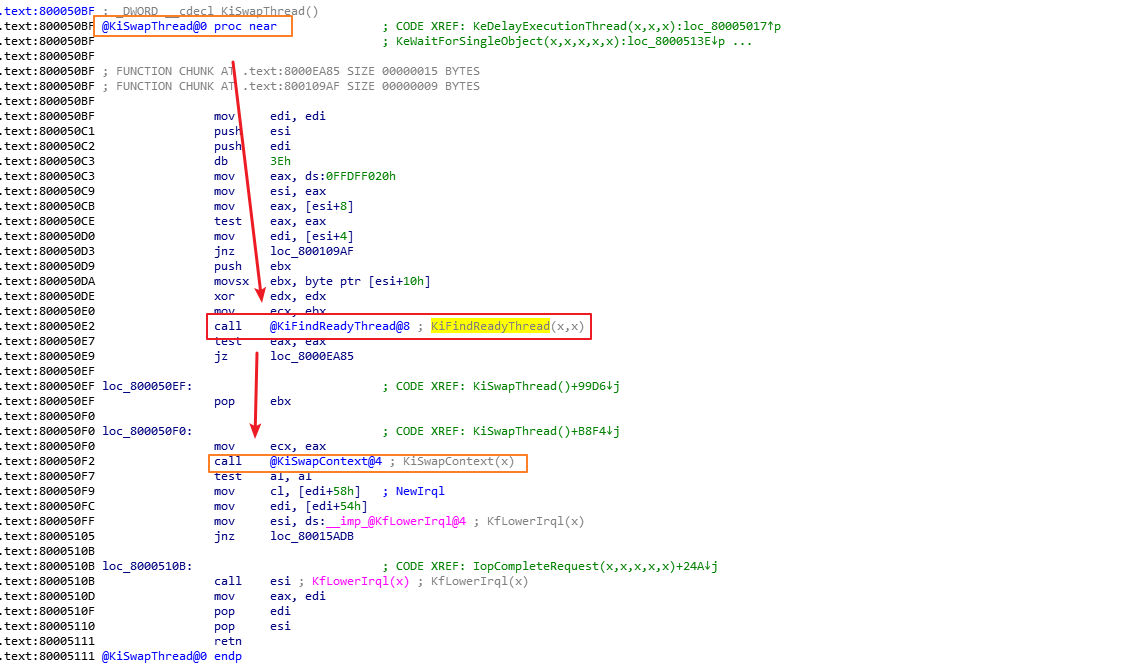 .text:800050BF ; _DWORD __cdecl KiSwapThread()
.text:800050BF @KiSwapThread@0 proc near ; CODE XREF: KeDelayExecutionThread(x,x,x):loc_80005017↑p
.text:800050BF ; KeWaitForSingleObject(x,x,x,x,x):loc_8000513E↓p ...
.text:800050BF
.text:800050BF ; FUNCTION CHUNK AT .text:8000EA85 SIZE 00000015 BYTES
.text:800050BF ; FUNCTION CHUNK AT .text:800109AF SIZE 00000009 BYTES
.text:800050BF
.text:800050BF mov edi, edi
.text:800050C1 push esi
.text:800050C2 push edi
.text:800050C3 db 3Eh
.text:800050C3 mov eax, ds:0FFDFF020h
.text:800050C9 mov esi, eax
.text:800050CB mov eax, [esi+8]
.text:800050CE test eax, eax
.text:800050D0 mov edi, [esi+4]
.text:800050D3 jnz loc_800109AF
.text:800050D9 push ebx
.text:800050DA movsx ebx, byte ptr [esi+10h]
.text:800050DE xor edx, edx
.text:800050E0 mov ecx, ebx
.text:800050E2 call @KiFindReadyThread@8 ; KiFindReadyThread(x,x)
.text:800050E7 test eax, eax
.text:800050E9 jz loc_8000EA85
.text:800050EF
.text:800050EF loc_800050EF: ; CODE XREF: KiSwapThread()+99D6↓j
.text:800050EF pop ebx
.text:800050F0
.text:800050F0 loc_800050F0: ; CODE XREF: KiSwapThread()+B8F4↓j
.text:800050F0 mov ecx, eax
.text:800050F2 call @KiSwapContext@4 ; KiSwapContext(x)
.text:800050F7 test al, al
.text:800050F9 mov cl, [edi+58h] ; NewIrql
.text:800050FC mov edi, [edi+54h]
.text:800050FF mov esi, ds:__imp_@KfLowerIrql@4 ; KfLowerIrql(x)
.text:80005105 jnz loc_80015ADB
.text:8000510B
.text:8000510B loc_8000510B: ; CODE XREF: IopCompleteRequest(x,x,x,x,x)+24A↓j
.text:8000510B call esi ; KfLowerIrql(x) ; KfLowerIrql(x)
.text:8000510D mov eax, edi
.text:8000510F pop edi
.text:80005110 pop esi
.text:80005111 retn
.text:80005111 @KiSwapThread@0 endp